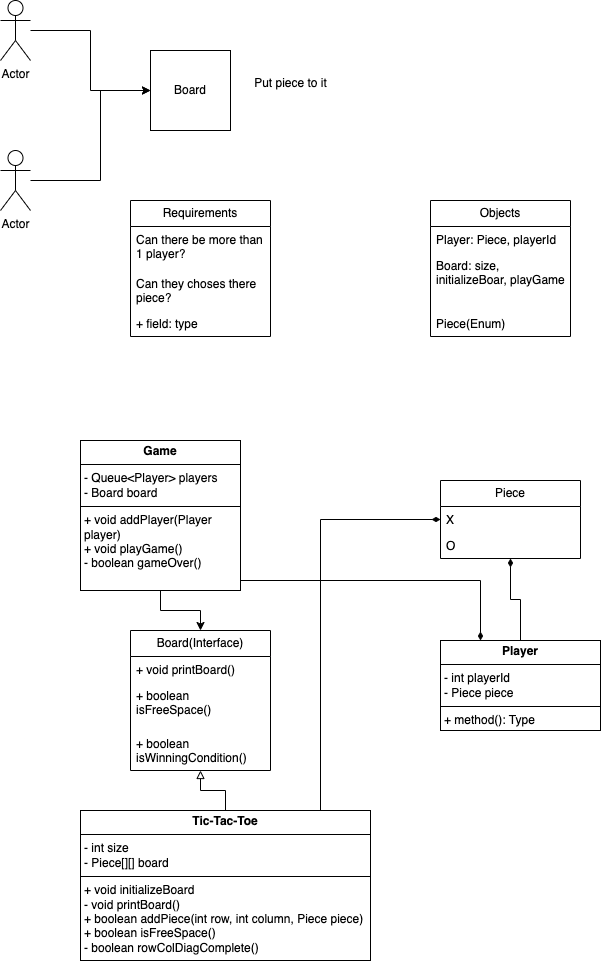 Actor
Board
Put piece to it
Actor
Requirements
Can there be more than
1 player?
Can they choses there
piece?
+ field: type
Objects
Player: Piece, playerId
Board: size,
initializeBoar, playGame
Piece(Enum)
Game
- Queue<Player> players
- Board board
+ void addPlayer(Player
player)
+ void playGame()
- boolean gameOver()
Piece
X
O
Board(Interface)
+ void printBoard()
+ boolean
isFreeSpace()
+ boolean
isWinningCondition()
Player
- int playerId
- Piece piece
+ method(): Type
Tic-Tac-Toe
- int size
- Piece[][] board
+ void initializeBoard
- void printBoard()
+ boolean addPiece(int row, int column, Piece piece)
+ boolean isFreeSpace()
- boolean rowColDiagComplete()